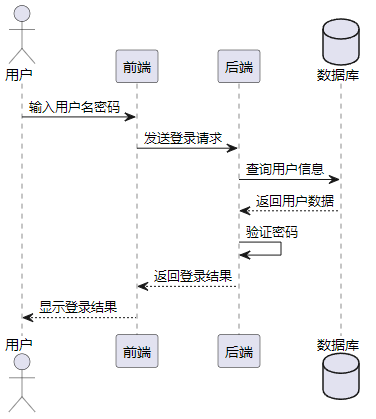 用户
前端
后端
数据库
输入用户名密码
发送登录请求
查询用户信息
返回用户数据
验证密码
返回登录结果
显示登录结果
用户
前端
后端
数据库